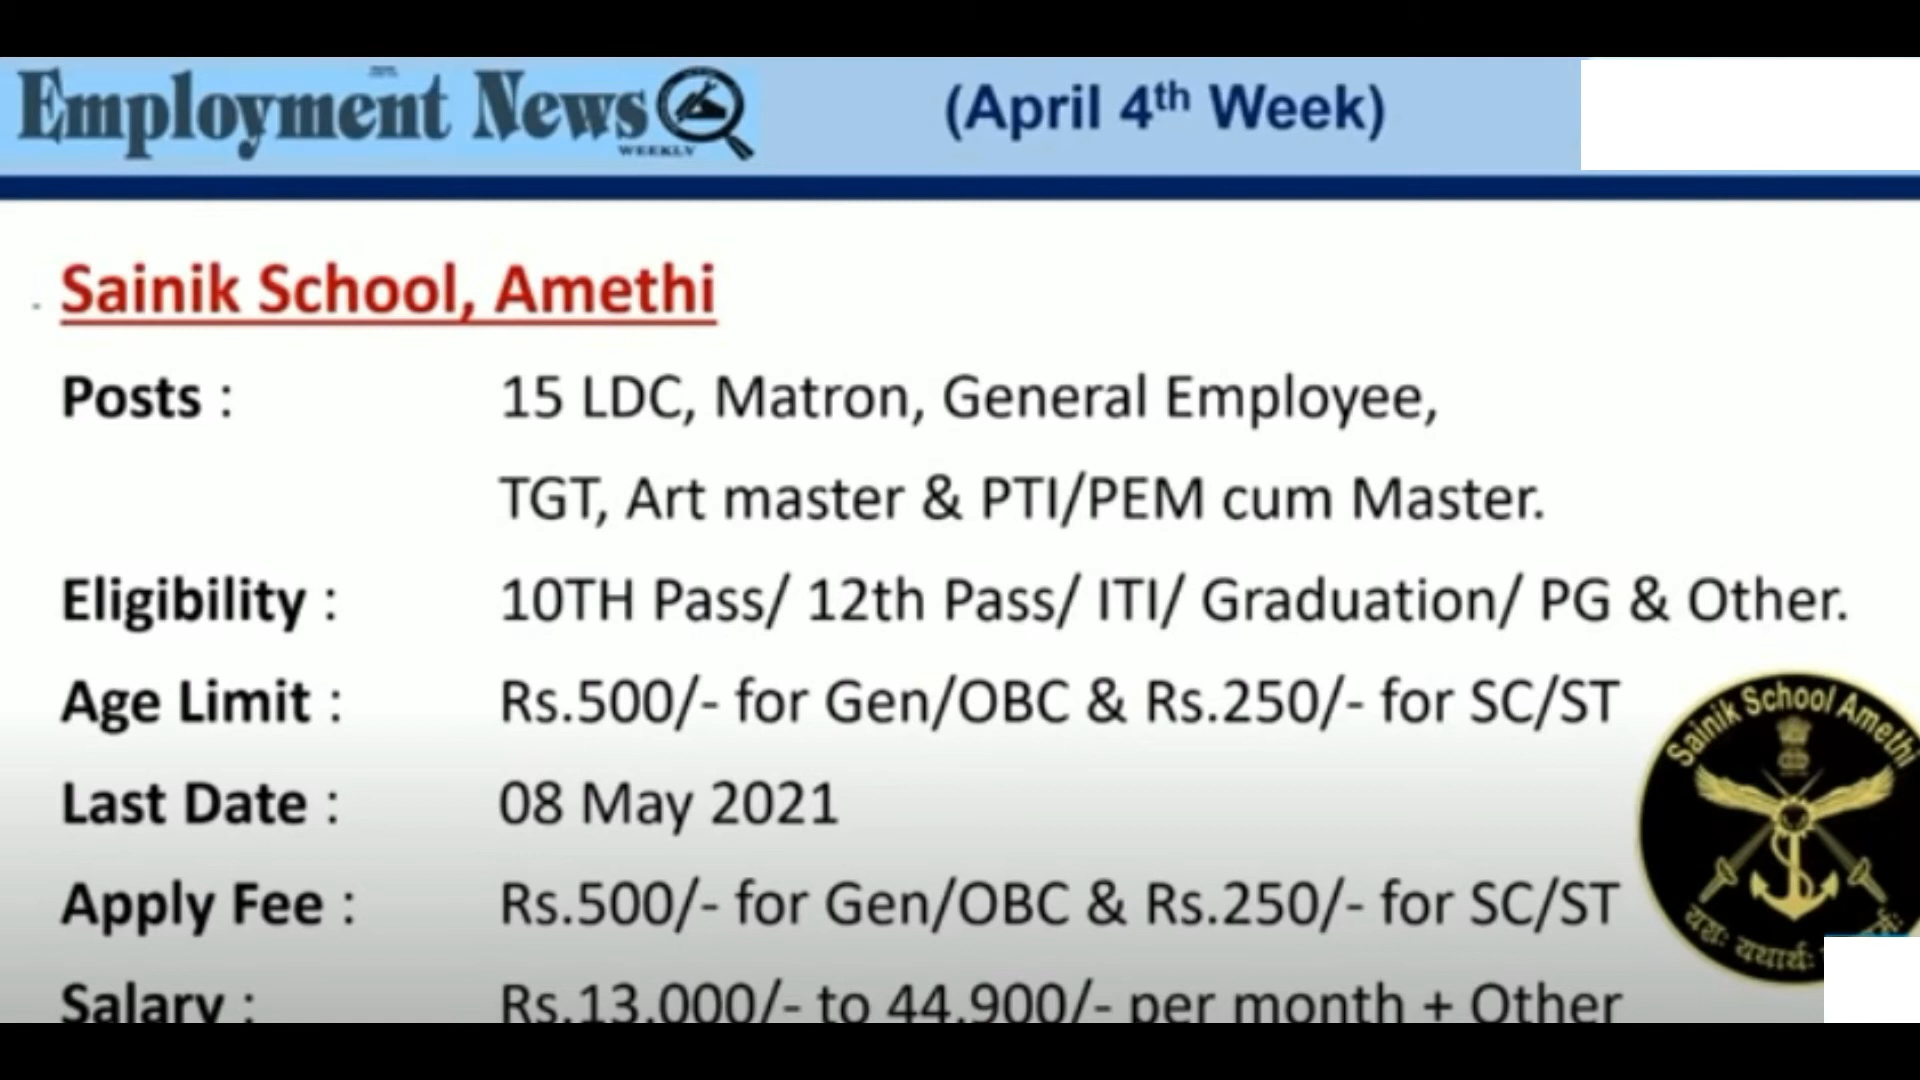 Employment News
WEEKLY
(April 4th Week)
Sainik School, Amethi
Posts : 15 LDC, Matron, General Employee,
TGT, Art master & PTI/PEM cum Master.
Eligibility : 10TH Pass/ 12th Pass/ ITI/ Graduation/ PG & Other.
Age Limit : Rs.500/- for Gen/OBC & Rs.250/- for SC/ST
Last Date : 08 May 2021
Apply Fee : Rs.500/- for Gen/OBC & Rs.250/- for SC/ST
Salary : Rs.13,000/- to 44,900/- per month + Other
Sainik School Amethi